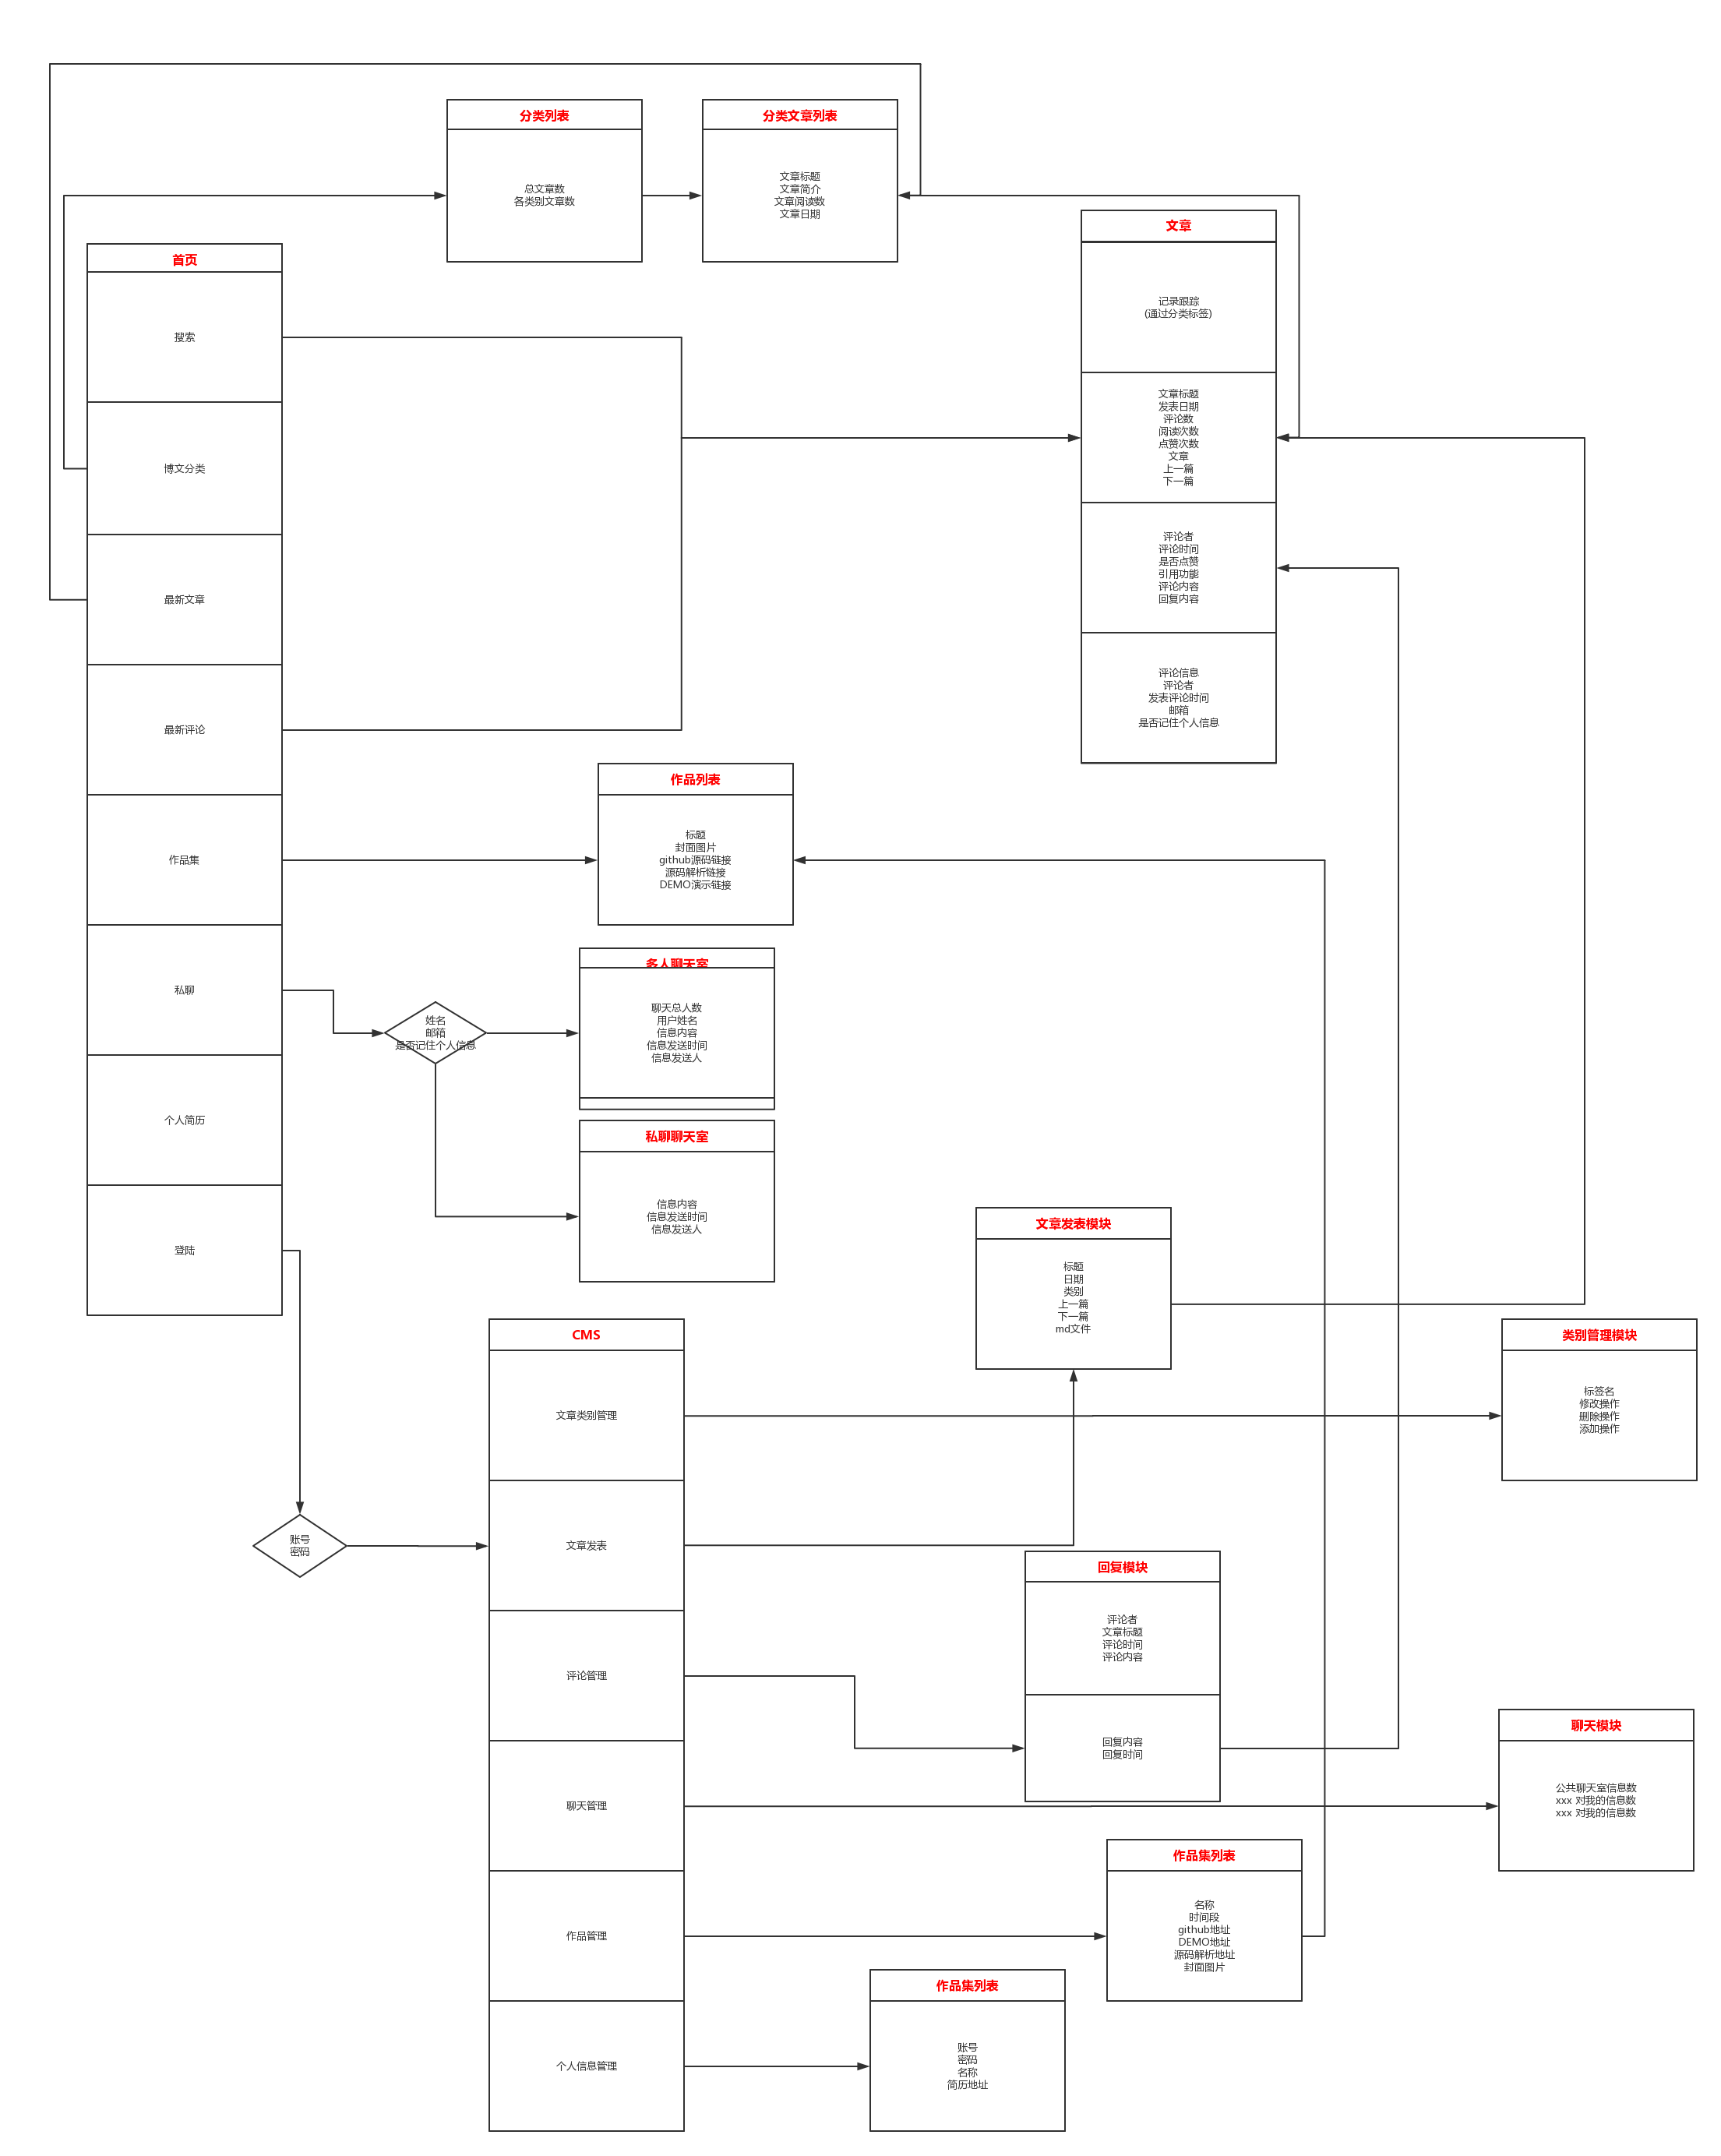 分类列表
总文章数
各类别文章数
分类文章列表
文章标题
文章简介
文章阅读数
文章日期
首页
搜索
博文分类
最新文章
最新评论
作品集
私聊
个人简历
登陆
文章
记录跟踪
(通过分类标签)
文章标题
发表日期
评论数
阅读次数
点赞次数
文章
上一篇
下一篇
评论者
评论时间
是否点赞
引用功能
评论内容
回复内容
评论信息
评论者
发表评论时间
邮箱
是否记住个人信息
作品列表
标题
封面图片
github源码链接
源码解析链接
DEMO演示链接
姓名
邮箱
是否记住个人信息
多人聊天室
聊天总人数
用户姓名
信息内容
信息发送时间
信息发送人
私聊聊天室
信息内容
信息发送时间
信息发送人
账号
密码
CMS
文章类别管理
文章发表
评论管理
聊天管理
作品管理
个人信息管理
文章发表模块
标题
日期
类别
上一篇
下一篇
md文件
类别管理模块
标签名
修改操作
删除操作
添加操作
回复模块
评论者
文章标题
评论时间
评论内容
回复内容
回复时间
聊天模块
公共聊天室信息数
xxx 对我的信息数
xxx 对我的信息数
作品集列表
名称
时间段
github地址
DEMO地址
源码解析地址
封面图片
作品集列表
账号
密码
名称
简历地址